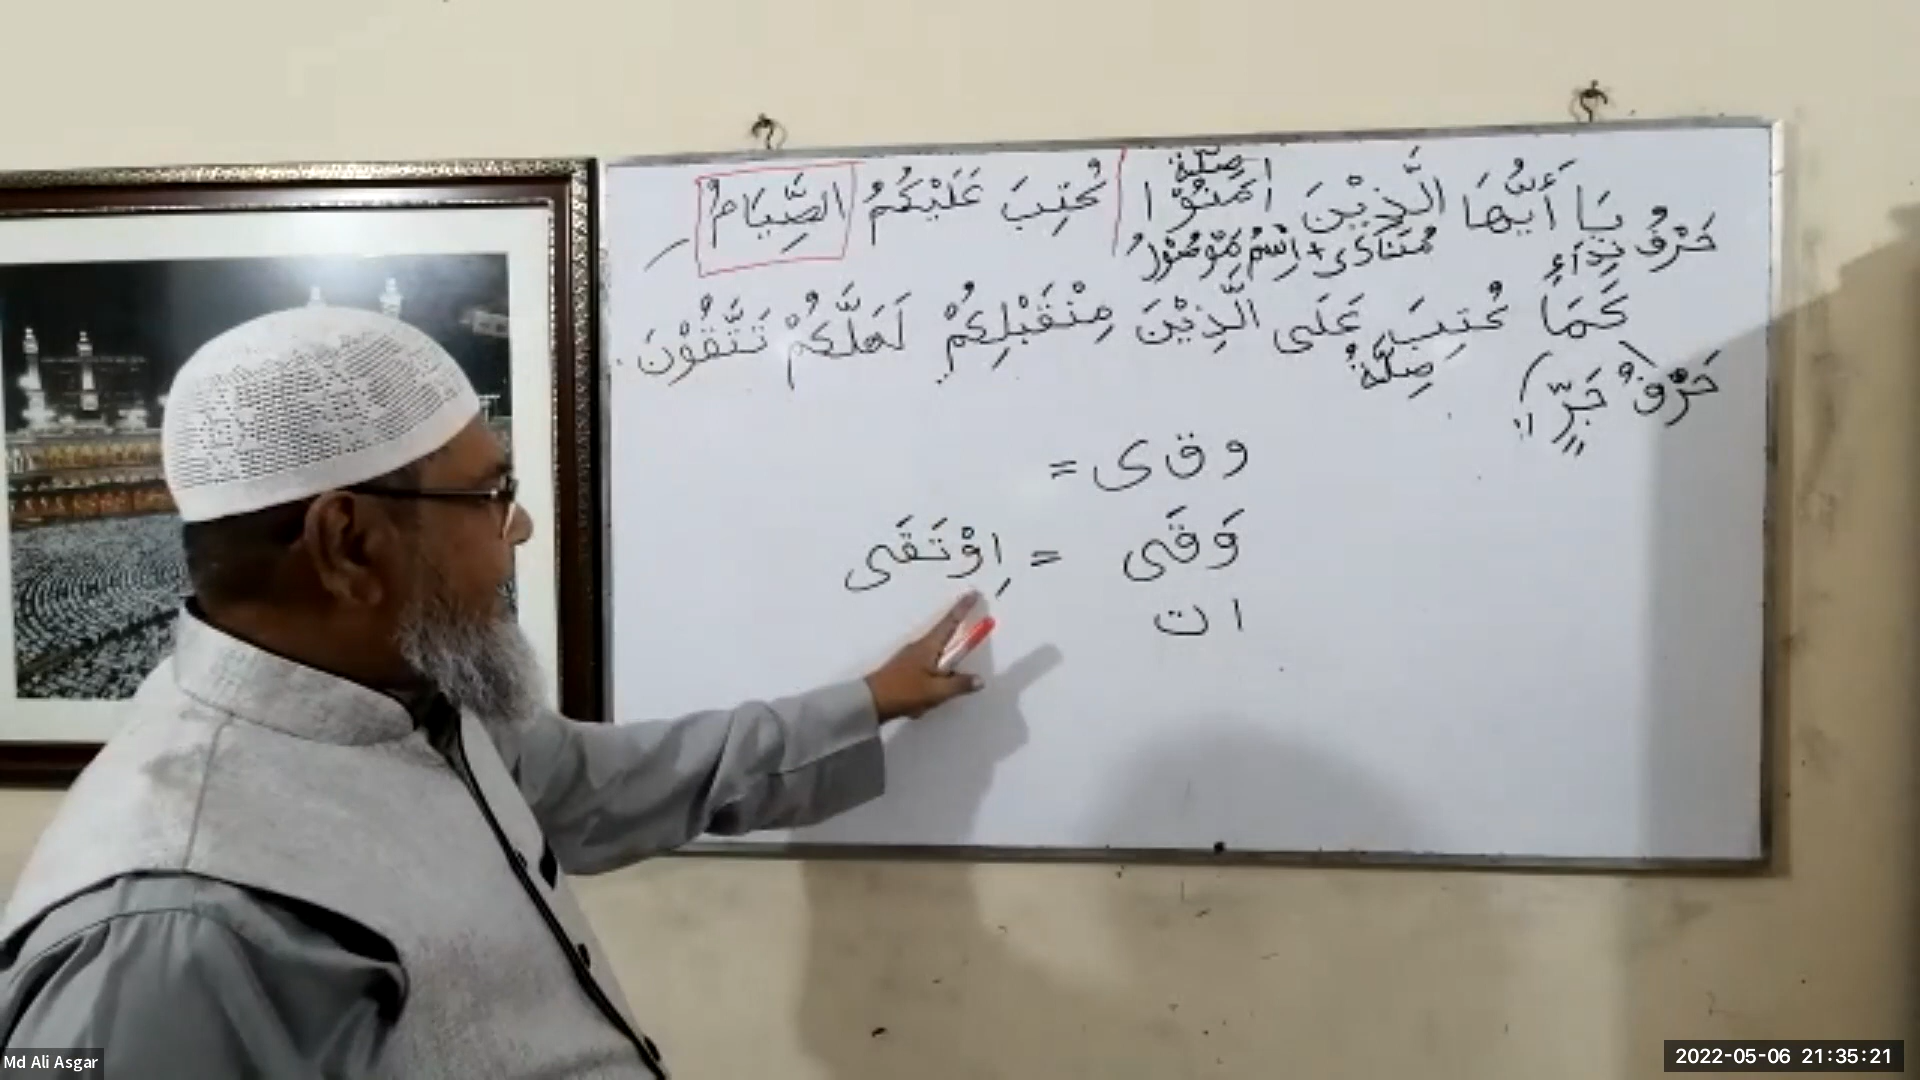 يَا أَيُّهَا الَّذِيْنَ اٰمَنُوْا كُتِبَ عَلَيْكُمُ الصِّيَامُ
صِلَةٌ
حَرْفُ نِدَاءٍ مُنَادٰى + اِسْمُ مَوْصُوْلُ
كَمَا كُتِبَ عَلَى الَّذِيْنَ مِنْقَبْلِكُمْ لَعَلَّكُمْ تَتَّقُوْنَ.
حَرْفُ جَرٍّ صِلَةٌ
و ق ى =
وَقَى = اِوْتَقَى
ا ت
Md Ali Asgar
2022-05-06 21:35:21